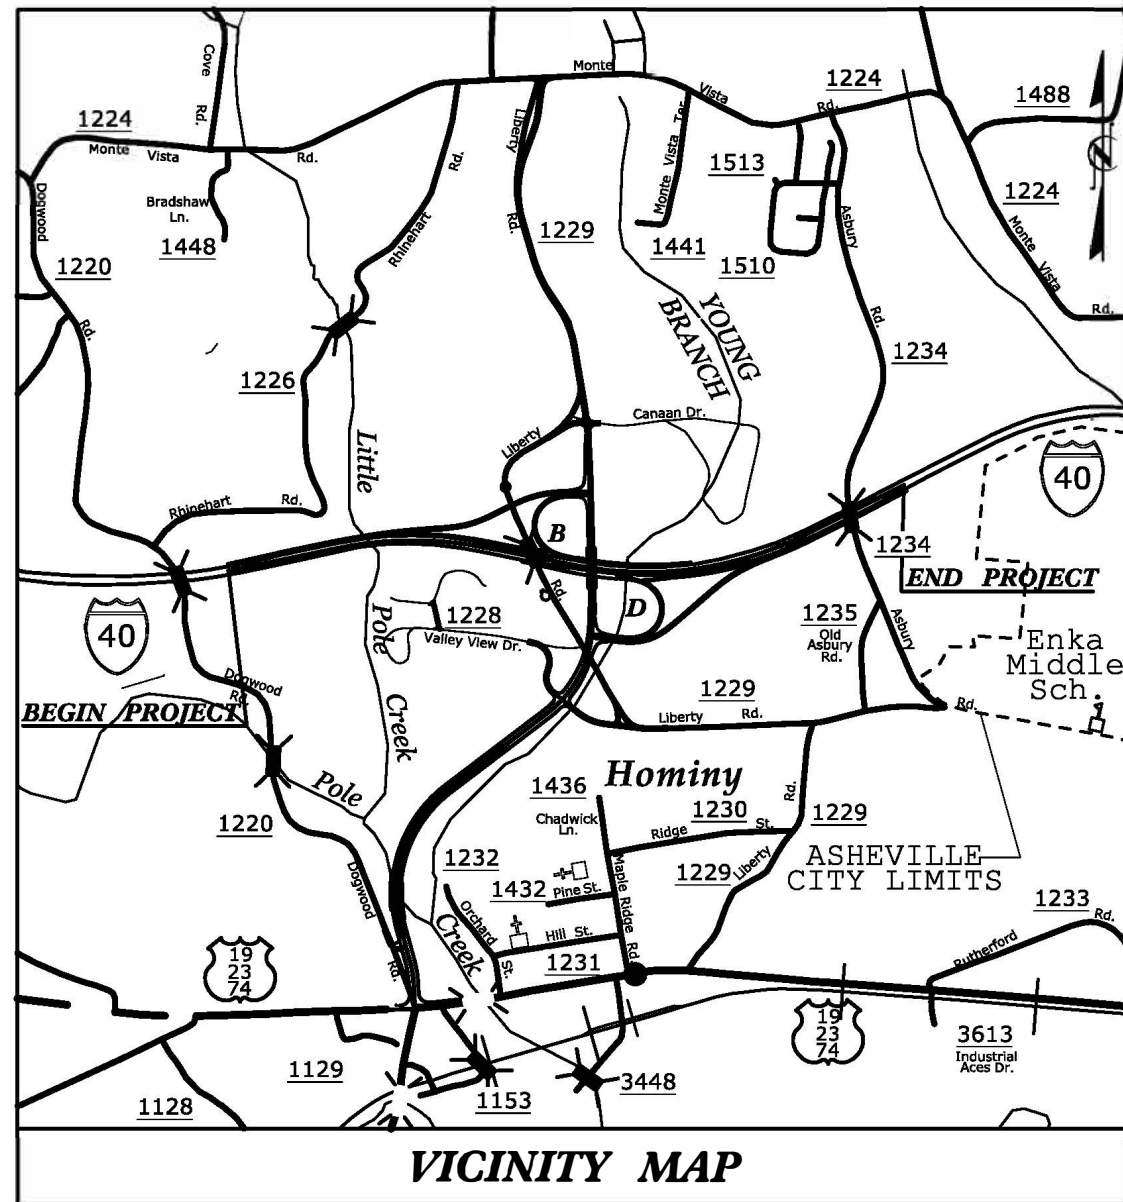 Cove
Rd.
Monte
Vista
1224
Rd.
1488
1224
Monte Vista
Rd.
Liberty
Rd.
Monte Vista Ter.
1513
N
Dogwood
Bradshaw
Ln.
1448
Rd.
Rhinehart
1229
1441
1510
Asbury
1224
Monte Vista
Rd.
1220
Rd.
YOUNG
BRANCH
Rd.
1234
1226
Canaan Dr.
Little
Liberty
40
Rhinehart
Rd.
B
1234
END PROJECT
Rd.
B
D
40
Pole
1228
Valley View Dr.
1235
Old
Asbury
Rd.
Asbury
Enka
Middle
Sch.
Dogwood
Rd.
BEGIN PROJECT
Creek
1229
Liberty
Rd.
Rd.
Hominy
Pole
1436
Chadwick
Ln.
1230
Ridge
St.
Rd.
1229
1220
1232
1229
Liberty
ASHEVILLE
CITY LIMITS
Dogwood
Rd.
1432
Pine St.
Maple Ridge Rd.
1233
Rd.
Orchard
St.
Creek
Hill St.
1231
Rutherford
19
23
74
19
23
74
3613
Industrial
Aces Dr.
1129
1128
1153
3448
VICINITY MAP